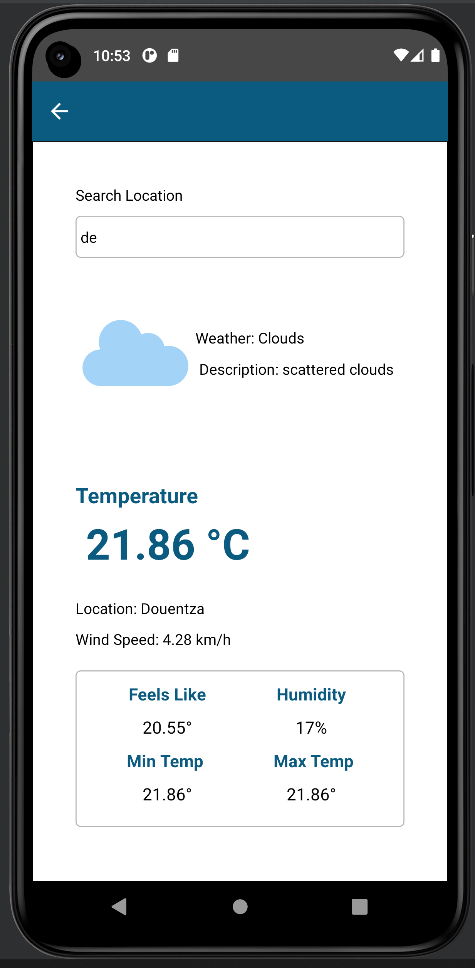 10:53
Search Location
de
Weather: Clouds
Description: scattered clouds
Temperature
21.86 °C
Location: Douentza
Wind Speed: 4.28 km/h
Feels Like Humidity
20.55° 17%
Min Temp Max Temp
21.86° 21.86°